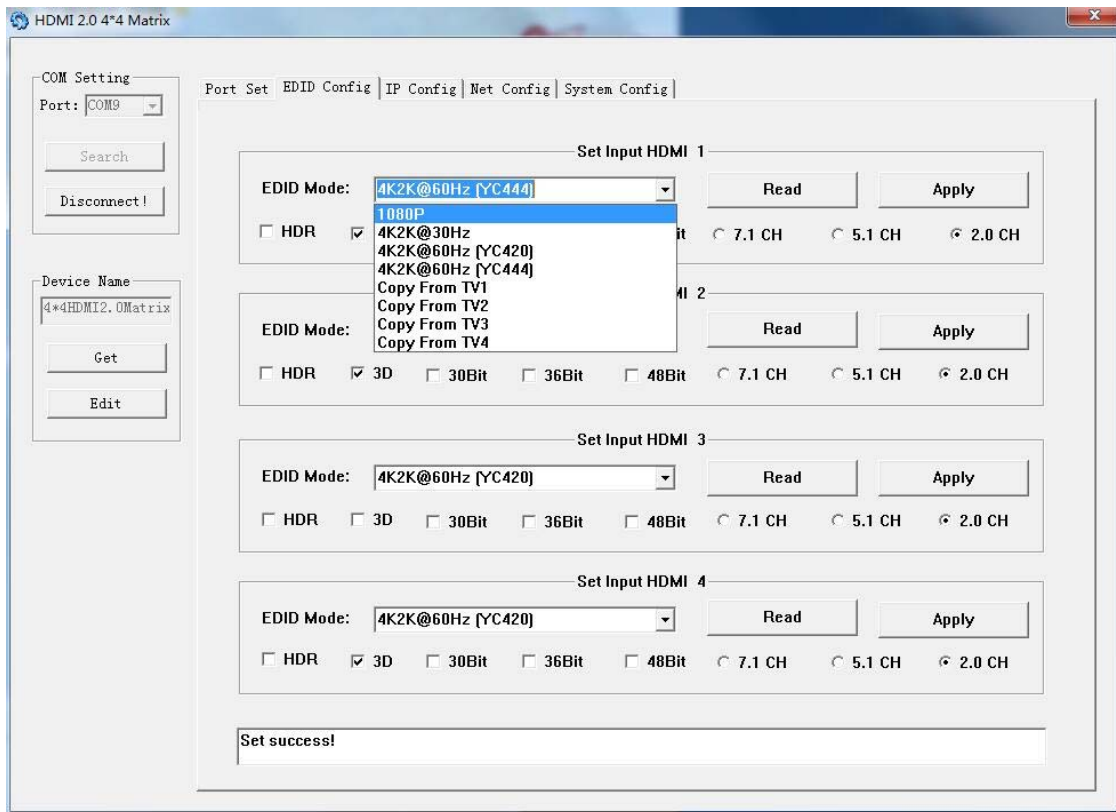 HDMI 2.0 4*4 Matrix
COM Setting
Port: COM9
Search
Disconnect!
Device Name
4*4HDMI2.0Matrix
Get
Edit
Port Set EDID Config IP Config Net Config System Config
Set Input HDMI 1
EDID Mode: 4K2K@60Hz (YC444) Read Apply
1080P
4K2K@30Hz
4K2K@60Hz (YC420)
4K2K@60Hz (YC444)
Copy From TV1
Copy From TV2
Copy From TV3
Copy From TV4
HDR it 7.1 CH 5.1 CH 2.0 CH
MI 2
EDID Mode: Read Apply
HDR 3D 30Bit 36Bit 48Bit 7.1 CH 5.1 CH 2.0 CH
Set Input HDMI 3
EDID Mode: 4K2K@60Hz (YC420) Read Apply
HDR 3D 30Bit 36Bit 48Bit 7.1 CH 5.1 CH 2.0 CH
Set Input HDMI 4
EDID Mode: 4K2K@60Hz (YC420) Read Apply
HDR 3D 30Bit 36Bit 48Bit 7.1 CH 5.1 CH 2.0 CH
Set success!